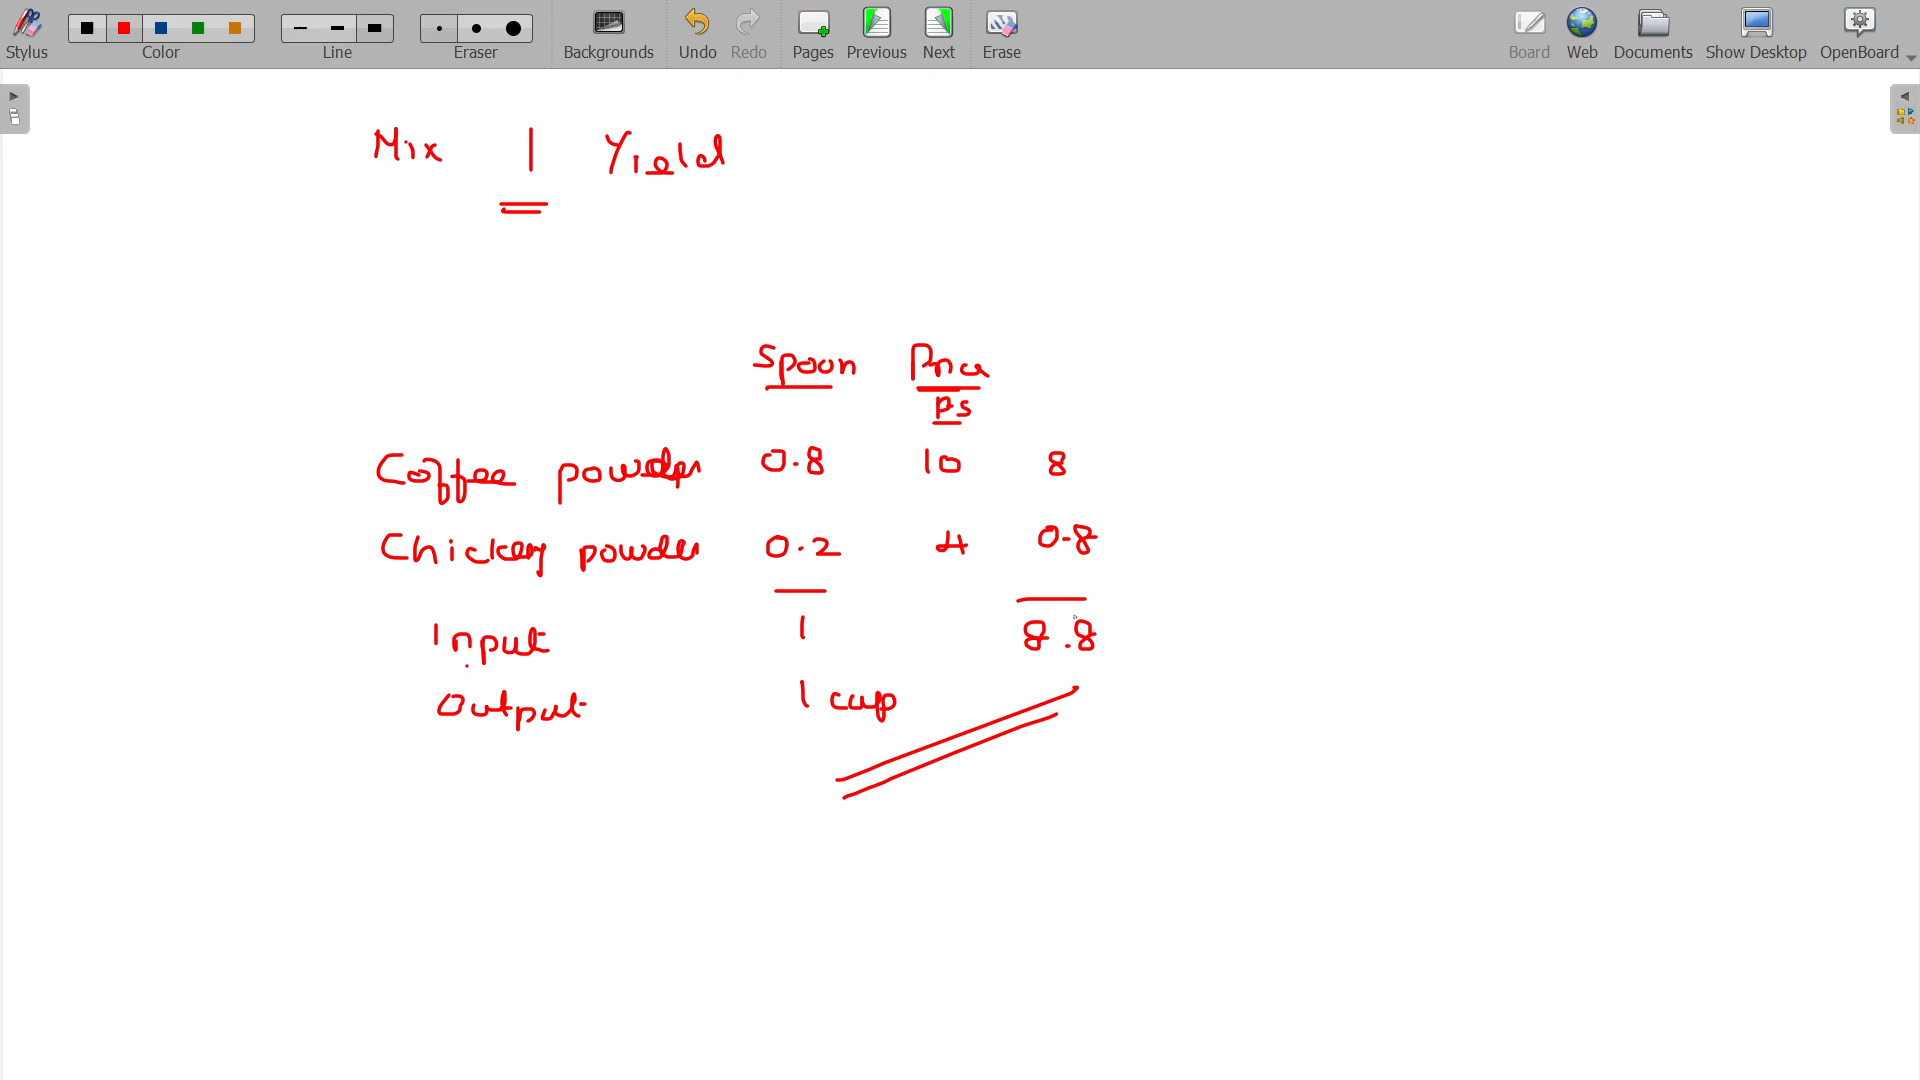 Stylus Color Line Eraser Backgrounds Undo Redo Pages Previous Next Erase Board Web Documents Show Desktop OpenBoard
Mix | Yield
Spoon Price
Ps
Coffee powder 0.8 10 8
Chickery powder 0.2 4 0.8
Input 1 8.8
Output 1 cup